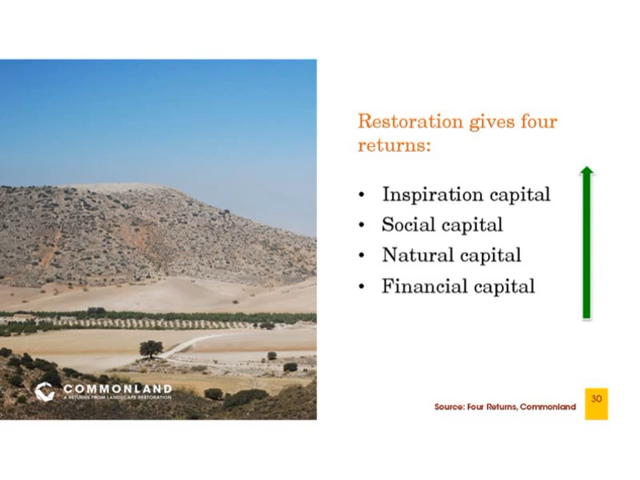 Restoration gives four
returns:
• Inspiration capital
• Social capital
• Natural capital
• Financial capital
COMMONLAND
4 RETURNS FROM LANDSCAPE RESTORATION
Source: Four Returns, Commonland
30